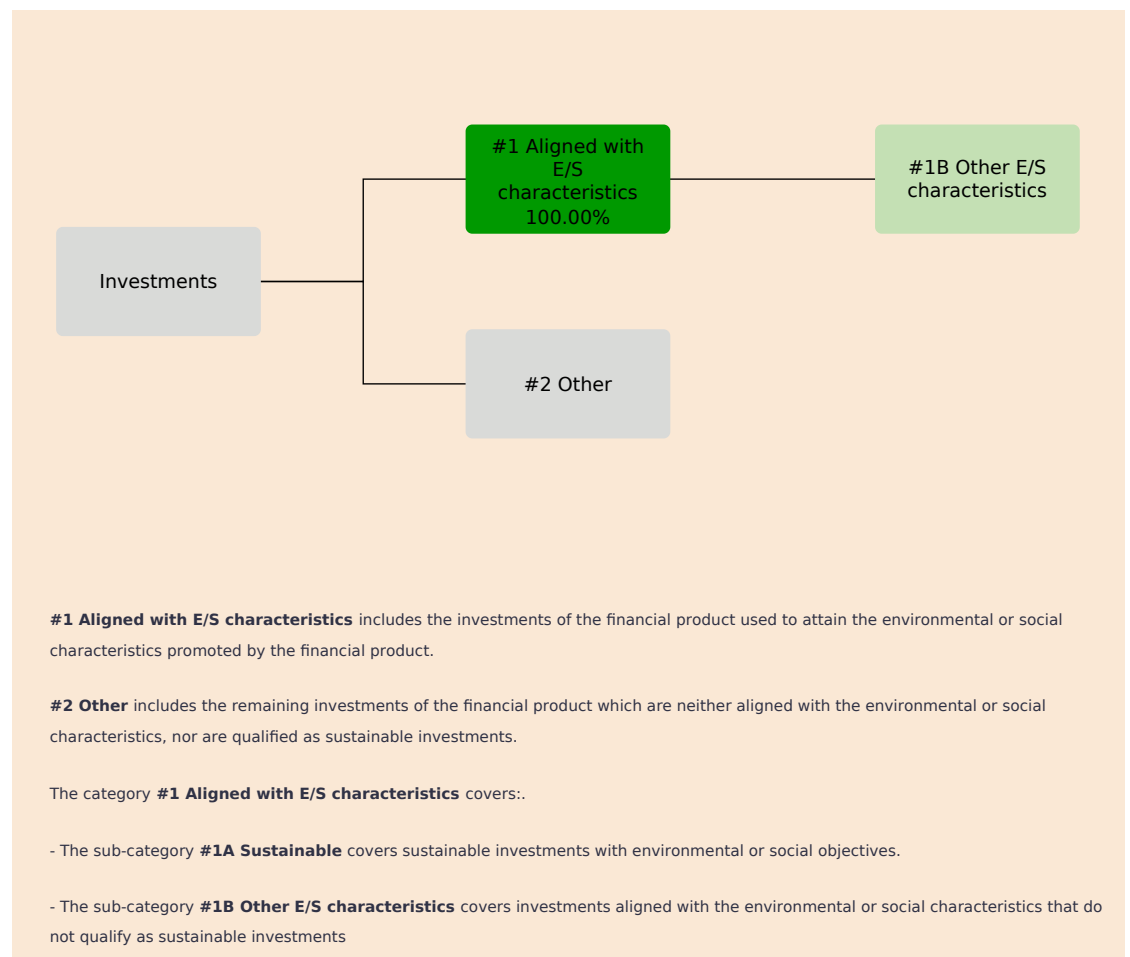 #1 Aligned with
E/S
characteristics
100.00%
#1B Other E/S
characteristics
Investments
#2 Other
#1 Aligned with E/S characteristics includes the investments of the financial product used to attain the environmental or social
characteristics promoted by the financial product.
#2 Other includes the remaining investments of the financial product which are neither aligned with the environmental or social
characteristics, nor are qualified as sustainable investments.
The category #1 Aligned with E/S characteristics covers:.
- The sub-category #1A Sustainable covers sustainable investments with environmental or social objectives.
- The sub-category #1B Other E/S characteristics covers investments aligned with the environmental or social characteristics that do
not qualify as sustainable investments